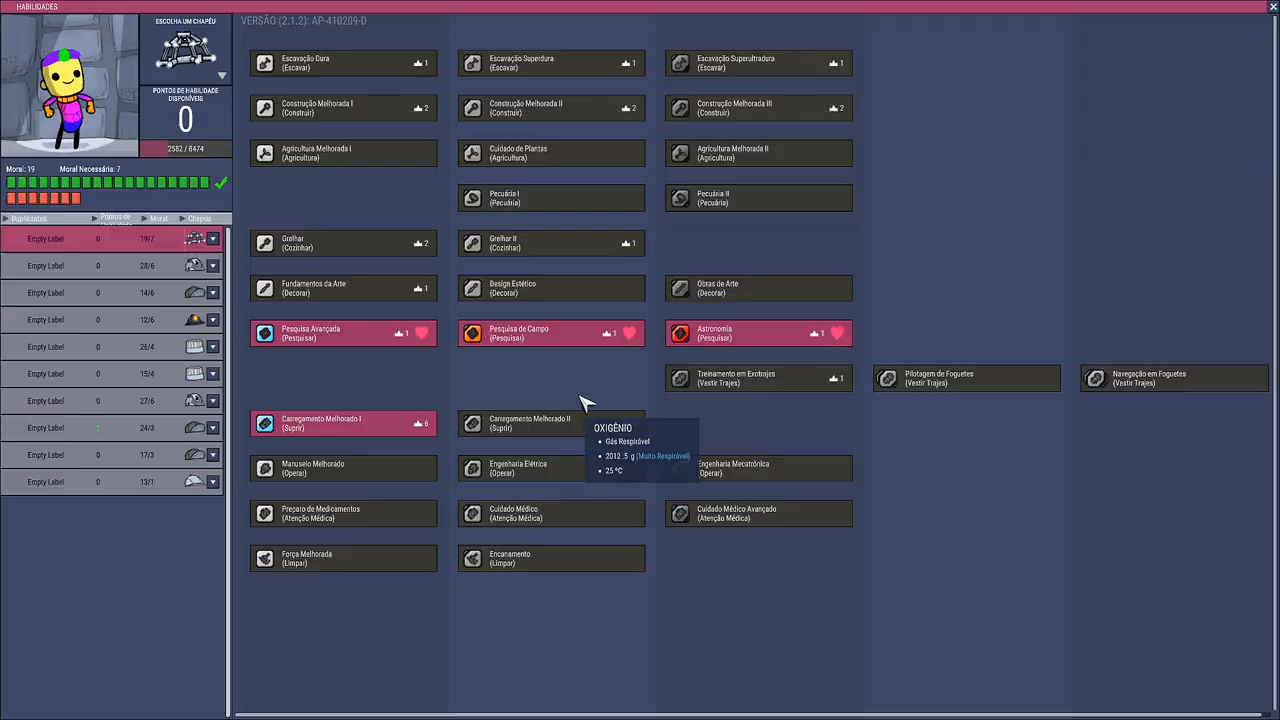 HABILIDADES
ESCOLHA UM CHAPÉU
PONTOS DE HABILIDADE
DISPONÍVEIS
0
2582 / 8474
Moral: 19
Moral Necessária: 7
Duplicantes
Pontos de
Moral
Chapéu
Empty Label 0 19/7
Empty Label 0 28/6
Empty Label 0 14/6
Empty Label 0 12/6
Empty Label 0 26/4
Empty Label 0 15/4
Empty Label 0 27/6
Empty Label 1 24/3
Empty Label 0 17/3
Empty Label 0 13/1
VERSÃO (2.1.2): AP-410209-D
Escavação Dura
(Escavar)
1
Escavação Superdura
(Escavar)
1
Escavação Superultradura
(Escavar)
1
Construção Melhorada I
(Construir)
2
Construção Melhorada II
(Construir)
2
Construção Melhorada III
(Construir)
2
Agricultura Melhorada I
(Agricultura)
Cuidado de Plantas
(Agricultura)
Agricultura Melhorada II
(Agricultura)
Pecuária I
(Pecuária)
Pecuária II
(Pecuária)
Grelhar
(Cozinhar)
2
Grelhar II
(Cozinhar)
1
Fundamentos da Arte
(Decorar)
1
Design Estético
(Decorar)
Obras de Arte
(Decorar)
Pesquisa Avançada
(Pesquisar)
1
Pesquisa de Campo
(Pesquisar)
1
Astronomia
(Pesquisar)
1
Treinamento em Exotrajes
(Vestir Trajes)
1
Pilotagem de Foguetes
(Vestir Trajes)
Navegação em Foguetes
(Vestir Trajes)
Carregamento Melhorado I
(Suprir)
6
Carregamento Melhorado II
(Suprir)
OXIGÊNIO
Gás Respirável
2012.5 g (Muito Respirável)
25 ºC
Manuseio Melhorado
(Operar)
Engenharia Elétrica
(Operar)
Engenharia Mecatrônica
(Operar)
Preparo de Medicamentos
(Atenção Médica)
Cuidado Médico
(Atenção Médica)
Cuidado Médico Avançado
(Atenção Médica)
Força Melhorada
(Limpar)
Encanamento
(Limpar)